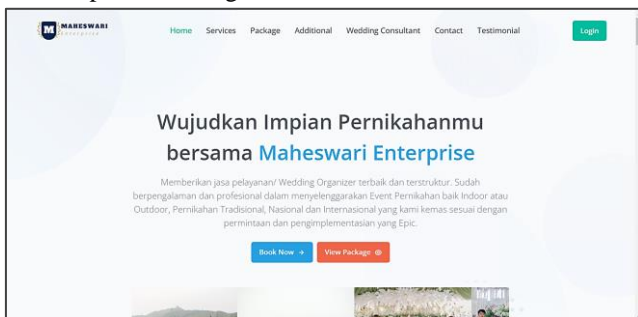 MAHESWARI
Enterprise
Home Services Package Additional Wedding Consultant Contact Testimonial Login
Wujudkan Impian Pernikahanmu
bersama Maheswari Enterprise
Memberikan jasa pelayanan/ Wedding Organizer terbaik dan terstruktur. Sudah
berpengalaman dan profesional dalam menyelenggarakan Event Pernikahan baik Indoor atau
Outdoor, Pernikahan Tradisional, Nasional dan Internasional yang kami kemas sesuai dengan
permintaan dan pengimplementasian yang Epic.
Book Now → View Package